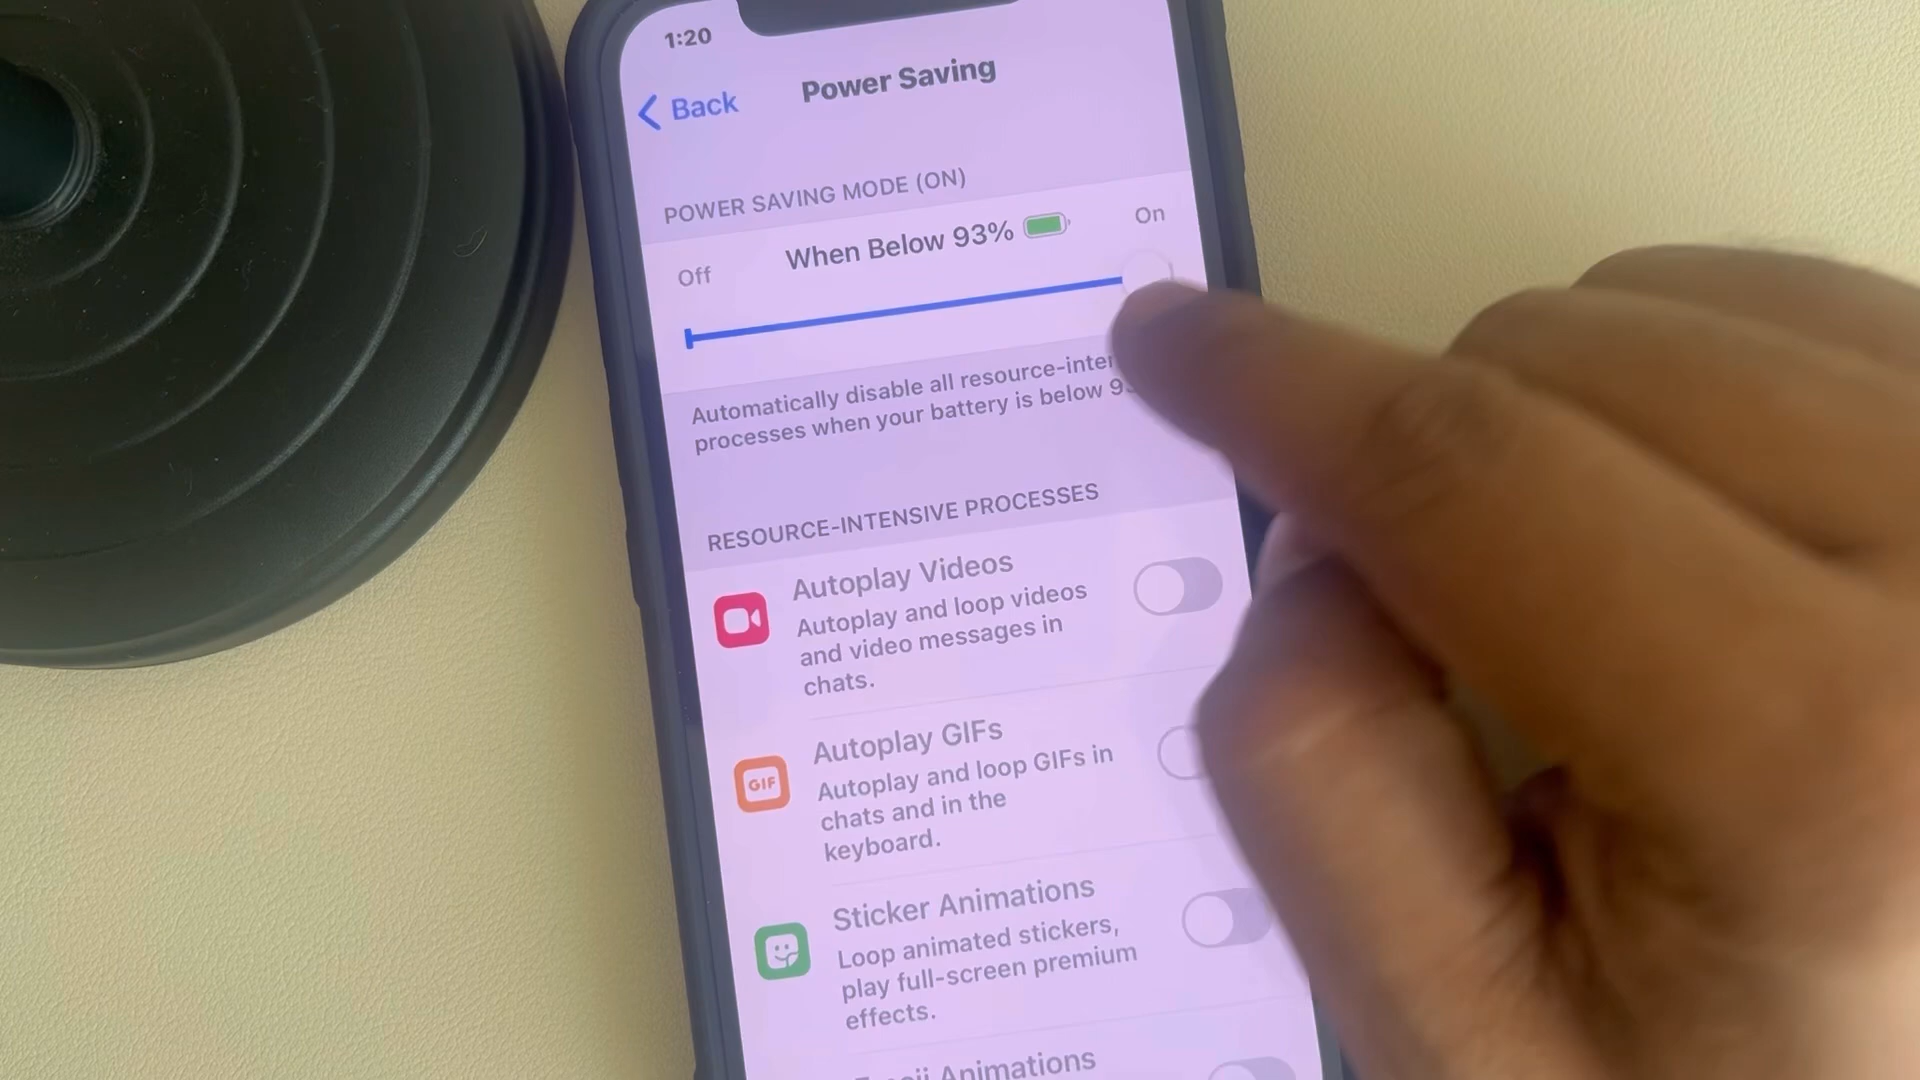 1:20
Back
Power Saving
POWER SAVING MODE (ON)
Off
When Below 93%
On
Automatically disable all
processes when your battery is below
RESOURCE-INTENSIVE PROCESSES
Autoplay Videos
Autoplay and loop videos
and video messages in
chats.
GIF
Autoplay GIFs
Autoplay and loop GIFs in
chats and in the
keyboard.
Sticker Animations
Loop animated stickers,
play full-screen premium
effects.
Animations